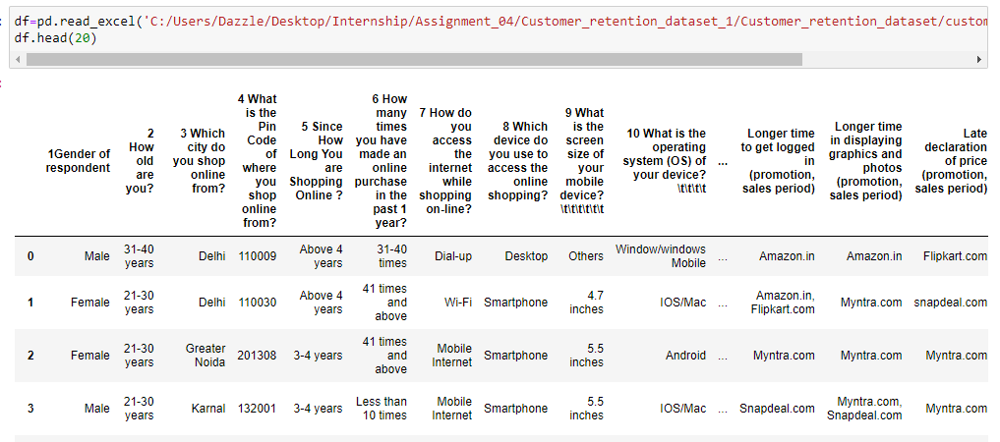 df=pd.read_excel('C:/Users/Dazzle/Desktop/Internship/Assignment_04/Customer_retention_dataset_1/Customer_retention_dataset/custom
df.head(20)
1Gender of respondent 2 How old are you? 3 Which city do you shop online from? 4 What is the Pin Code of where you shop online from? 5 Since How Long You are Shopping Online ? 6 How many times you have made an online purchase in the past 1 year? 7 How do you access the internet while shopping on-line? 8 Which device do you use to access the online shopping? 9 What is the screen size of your mobile device? \t\t\t\t\t\t 10 What is the operating system (OS) of your device? \t\t\t\t ... Longer time to get logged in (promotion, sales period) Longer time in displaying graphics and photos (promotion, sales period) Late declaration of price (promotion, sales period)
0 Male 31-40 years Delhi 110009 Above 4 years 31-40 times Dial-up Desktop Others Window/windows Mobile ... Amazon.in Amazon.in Flipkart.com
1 Female 21-30 years Delhi 110030 Above 4 years 41 times and above Wi-Fi Smartphone 4.7 inches IOS/Mac ... Amazon.in, Flipkart.com Myntra.com snapdeal.com
2 Female 21-30 years Greater Noida 201308 3-4 years 41 times and above Mobile Internet Smartphone 5.5 inches Android ... Myntra.com Myntra.com Myntra.com
3 Male 21-30 years Karnal 132001 3-4 years Less than 10 times Mobile Internet Smartphone 5.5 inches IOS/Mac ... Snapdeal.com Myntra.com, Snapdeal.com Myntra.com